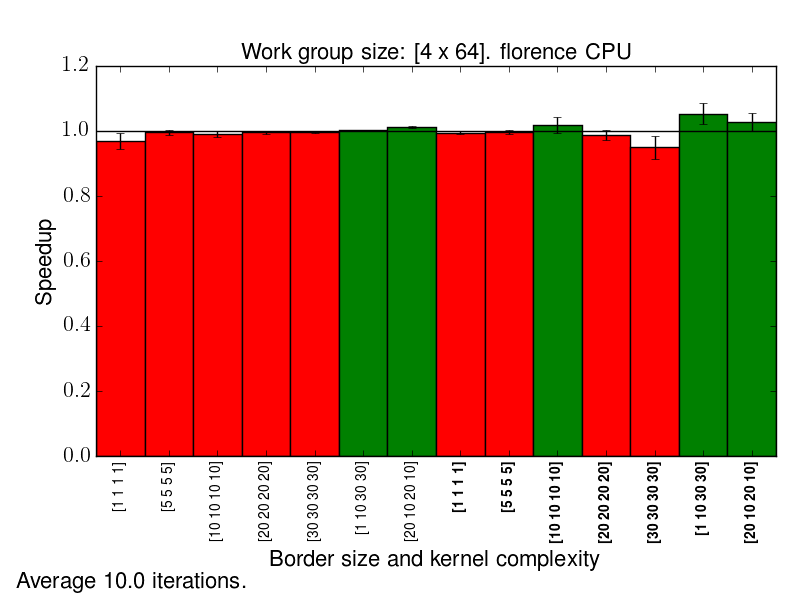 Work group size: [4 x 64]. florence CPU
1.2
1.0
0.8
0.6
0.4
0.2
0.0
Speedup
[1 1 1 1]
[5 5 5 5]
[10 10 10 10]
[20 20 20 20]
[30 30 30 30]
[1 10 30 30]
[20 10 20 10]
[1 1 1 1]
[5 5 5 5]
[10 10 10 10]
[20 20 20 20]
[30 30 30 30]
[1 10 30 30]
[20 10 20 10]
Border size and kernel complexity
Average 10.0 iterations.